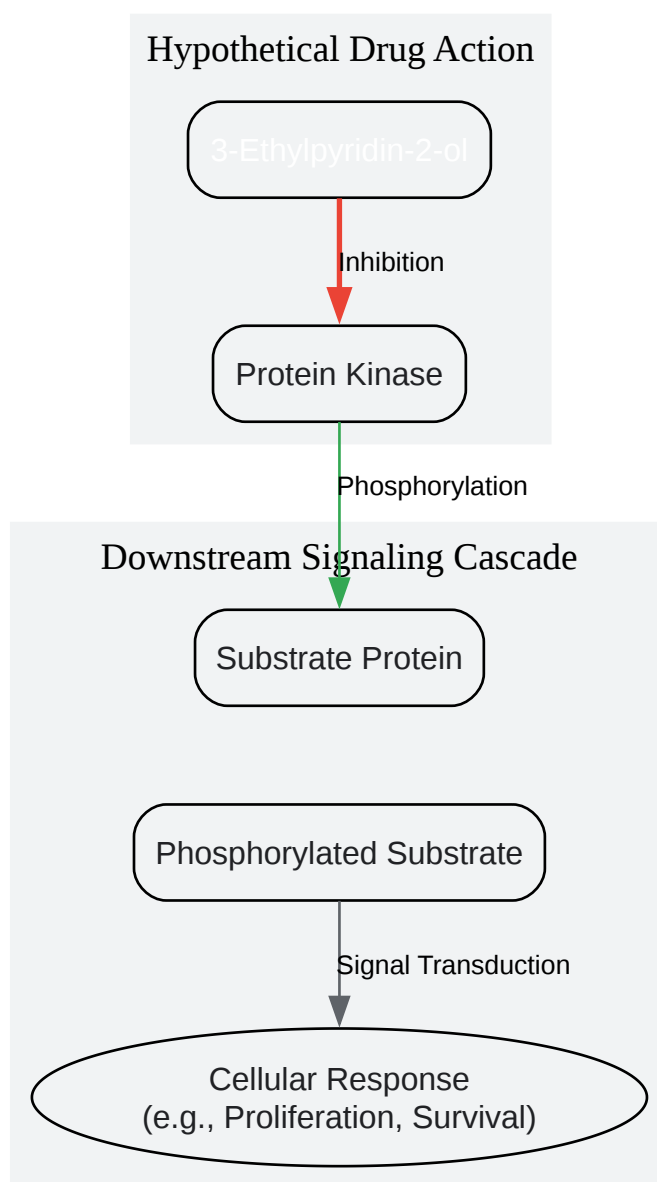 Hypothetical Drug Action
3-Ethylpyridin-2-ol
Inhibition
Protein Kinase
Phosphorylation
Downstream Signaling Cascade
Substrate Protein
Phosphorylated Substrate
Signal Transduction
Cellular Response
(e.g., Proliferation, Survival)